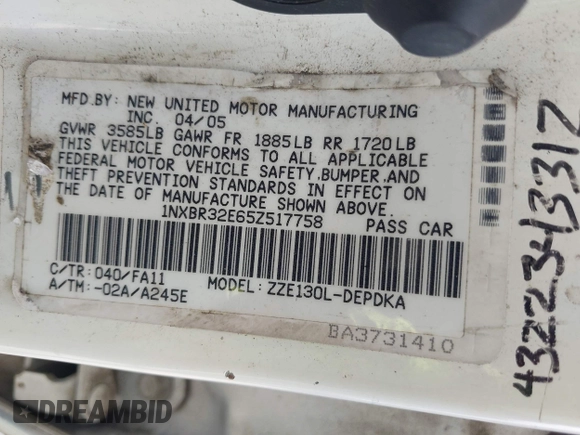 MFD.BY: NEW UNITED MOTOR MANUFACTURING
INC. 04/05
GVWR 3585LB GAWR FR 1885LB RR 1720LB
THIS VEHICLE CONFORMS TO ALL APPLICABLE
FEDERAL MOTOR VEHICLE SAFETY,BUMPER,AND
THEFT PREVENTION STANDARDS IN EFFECT ON
THE DATE OF MANUFACTURE SHOWN ABOVE.
1NXBR32E65Z517758 PASS CAR
C/TR: 040/FA11 MODEL: ZZE130L-DEPDKA
A/TM: -02A/A245E
BA3731410
4322343317
DREAMBID